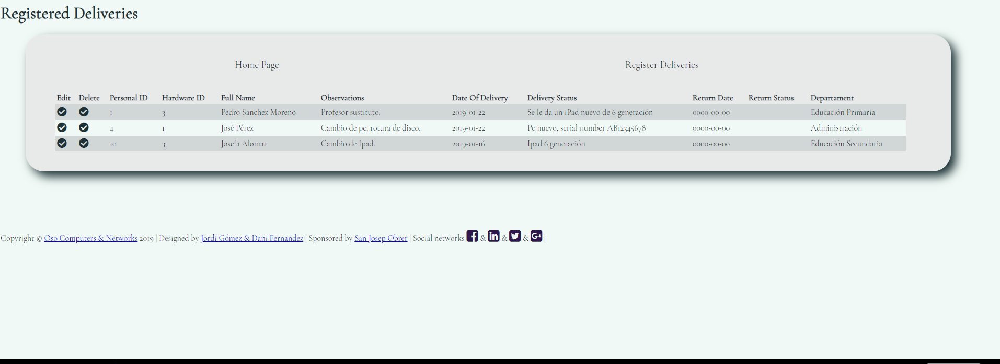 Registered Deliveries
Home Page Register Deliveries
Edit Delete Personal ID Hardware ID Full Name Observations Date Of Delivery Delivery Status Return Date Return Status Departament
1 3 Pedro Sanchez Moreno Profesor sustituto. 2019-01-22 Se le da un iPad nuevo de 6 generación 0000-00-00 Educación Primaria
4 1 José Pérez Cambio de pc, rotura de disco. 2019-01-22 Pc nuevo, serial number AB12345678 0000-00-00 Administración
10 3 Josefa Alomar Cambio de Ipad. 2019-01-16 Ipad 6 generación 0000-00-00 Educación Secundaria
Copyright © Oso Computers & Networks 2019 | Designed by Jordi Gómez & Dani Fernandez | Sponsored by San Josep Obrer | Social networks & & & |